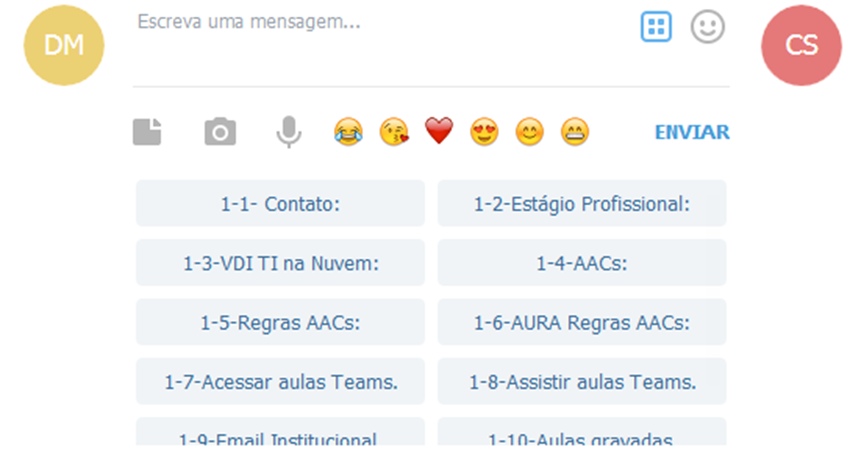 DM
Escreva uma mensagem...
CS
ENVIAR
1-1- Contato:
1-2-Estágio Profissional:
1-3-VDI TI na Nuvem:
1-4-AACs:
1-5-Regras AACs:
1-6-AURA Regras AACs:
1-7-Acessar aulas Teams.
1-8-Assistir aulas Teams.
1-9-Email Institucional
1-10-Aulas gravadas